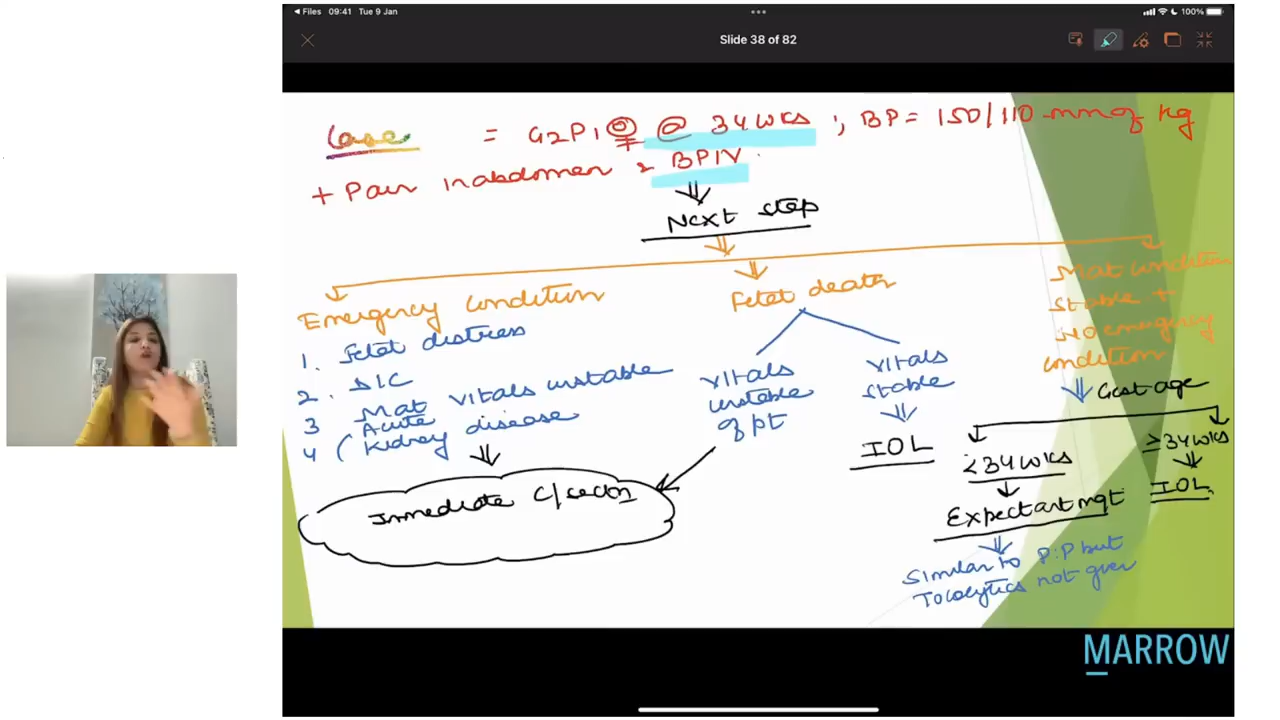 Files 09:41 Tue 9 Jan
100%
Slide 38 of 82
Case = G2P1 @ 34 wks ; BP = 150/110 mm of Hg
+ Pain in abdomen & BPIV
Next step
Emergency condition
1. Fetal distress
2. DIC
3 Mat vitals unstable
4 (Acute Kidney disease
Immediate C/section
Fetal death
vitals
unstable
of pt
vitals
stable
IOL
Mat condition
stable +
No emergency
condition
Gest age
<34 wks
Expectant mgt
Similar to P.P but
Tocolytics not given
≥34 wks
IOL
MARROW